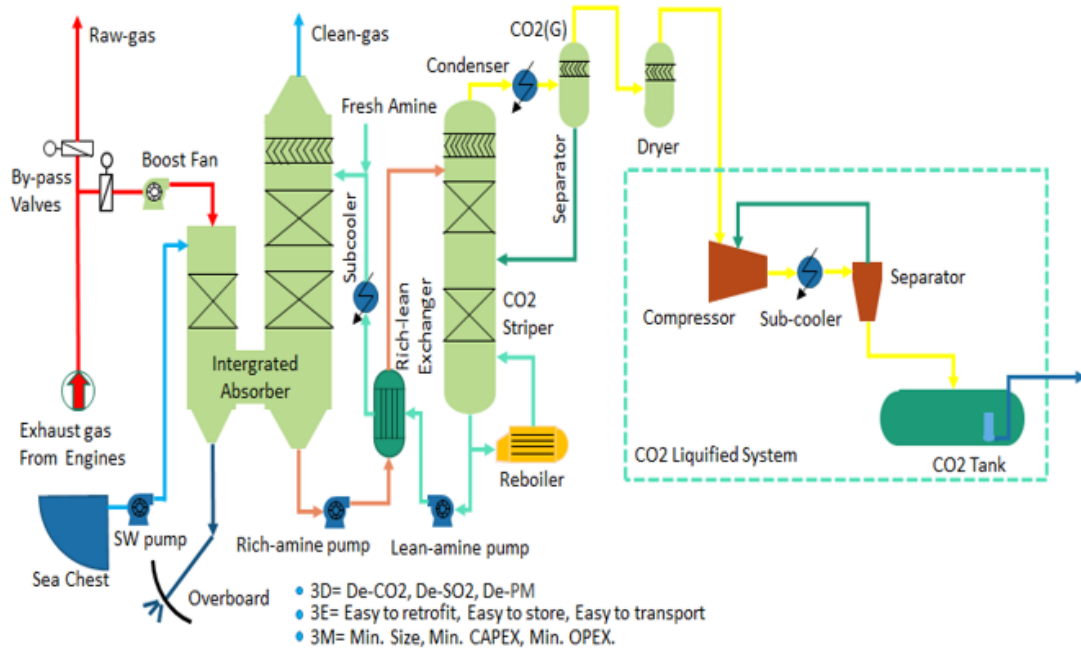 Raw-gas
Clean-gas
CO2(G)
Condenser
Fresh Amine
Boost Fan
By-pass
Valves
Dryer
Separator
Subcooler
Rich-lean
Exchanger
CO2
Striper
Separator
Compressor
Sub-cooler
Intergrated
Absorber
Exhaust gas
From Engines
Reboiler
CO2 Liquified System
CO2 Tank
SW pump
Rich-amine pump
Lean-amine pump
Sea Chest
Overboard
3D= De-CO2, De-SO2, De-PM
3E= Easy to retrofit, Easy to store, Easy to transport
3M= Min. Size, Min. CAPEX, Min. OPEX.